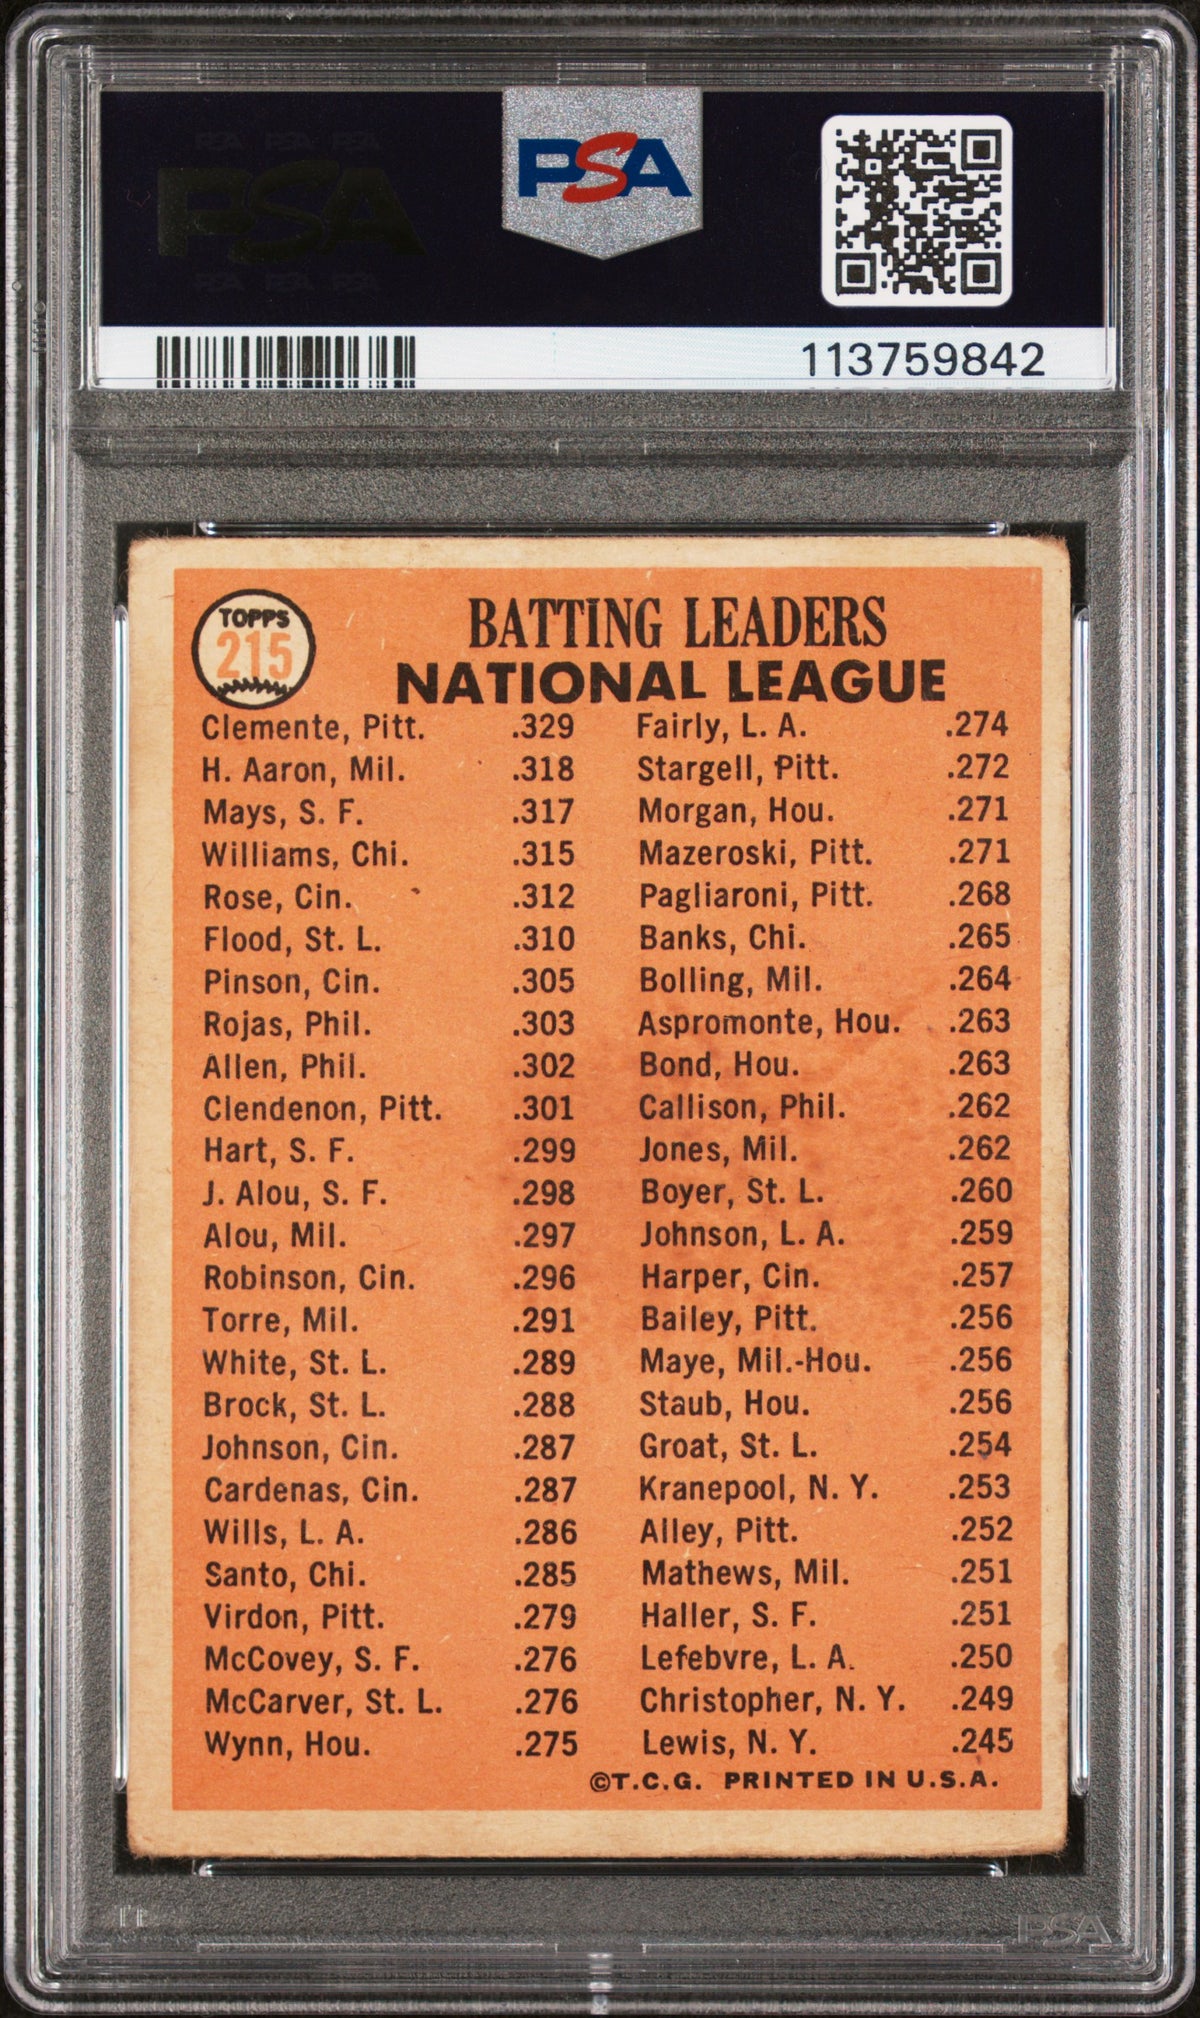 PSA PSA PSA
PSA
PSA PSA PSA
PSA
113759842
TOPPS
215
BATTING LEADERS
NATIONAL LEAGUE
Clemente, Pitt. .329 Fairly, L. A. .274
H. Aaron, Mil. .318 Stargell, Pitt. .272
Mays, S. F. .317 Morgan, Hou. .271
Williams, Chi. .315 Mazeroski, Pitt. .271
Rose, Cin. .312 Pagliaroni, Pitt. .268
Flood, St. L. .310 Banks, Chi. .265
Pinson, Cin. .305 Bolling, Mil. .264
Rojas, Phil. .303 Aspromonte, Hou. .263
Allen, Phil. .302 Bond, Hou. .263
Clendenon, Pitt. .301 Callison, Phil. .262
Hart, S. F. .299 Jones, Mil. .262
J. Alou, S. F. .298 Boyer, St. L. .260
Alou, Mil. .297 Johnson, L. A. .259
Robinson, Cin. .296 Harper, Cin. .257
Torre, Mil. .291 Bailey, Pitt. .256
White, St. L. .289 Maye, Mil.-Hou. .256
Brock, St. L. .288 Staub, Hou. .256
Johnson, Cin. .287 Groat, St. L. .254
Cardenas, Cin. .287 Kranepool, N. Y. .253
Wills, L. A. .286 Alley, Pitt. .252
Santo, Chi. .285 Mathews, Mil. .251
Virdon, Pitt. .279 Haller, S. F. .251
McCovey, S. F. .276 Lefebvre, L. A. .250
McCarver, St. L. .276 Christopher, N. Y. .249
Wynn, Hou. .275 Lewis, N. Y. .245
©T.C.G. PRINTED IN U.S.A.
PSA